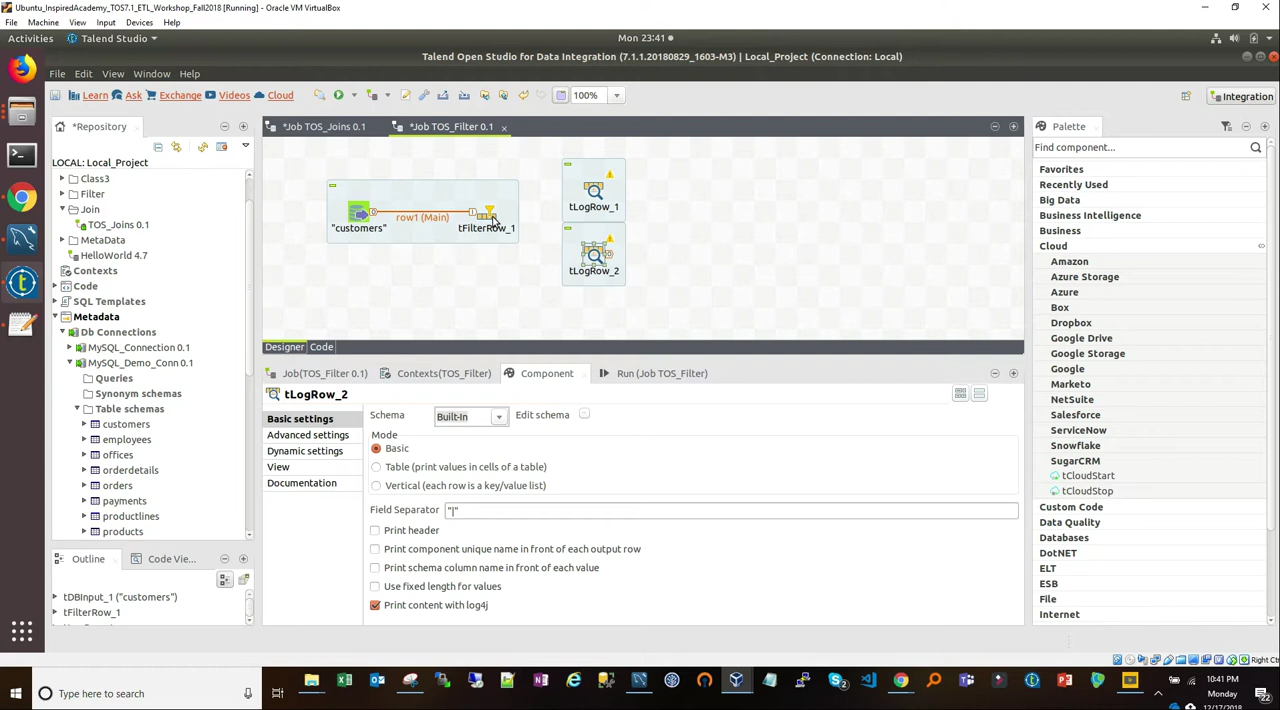 Ubuntu_InspiredAcademy_TOS7.1_ETL_Workshop_Fall2018 [Running] - Oracle VM VirtualBox
File Machine View Input Devices Help
Activities Talend Studio Mon 23:41
Talend Open Studio for Data Integration (7.1.1.20180829_1603-M3) | Local_Project (Connection: Local)
File Edit View Window Help
Learn Ask Exchange Videos Cloud 100% Integration
*Repository
LOCAL: Local_Project
Class3
Filter
Join
TOS_Joins 0.1
MetaData
HelloWorld 4.7
Contexts
Code
SQL Templates
Metadata
Db Connections
MySQL_Connection 0.1
MySQL_Demo_Conn 0.1
Queries
Synonym schemas
Table schemas
customers
employees
offices
orderdetails
orders
payments
productlines
products
Outline Code Vie...
tDBInput_1 ("customers")
tFilterRow_1
*Job TOS_Joins 0.1 *Job TOS_Filter 0.1
row1 (Main)
"customers" tFilterRow_1
tLogRow_1
tLogRow_2
Designer Code
Job(TOS_Filter 0.1) Contexts(TOS_Filter) Component Run (Job TOS_Filter)
tLogRow_2
Basic settings
Advanced settings
Dynamic settings
View
Documentation
Schema Built-In Edit schema
Mode
Basic
Table (print values in cells of a table)
Vertical (each row is a key/value list)
Field Separator "|"
Print header
Print component unique name in front of each output row
Print schema column name in front of each value
Use fixed length for values
Print content with log4j
Palette
Find component...
Favorites
Recently Used
Big Data
Business Intelligence
Business
Cloud
Amazon
Azure Storage
Azure
Box
Dropbox
Google Drive
Google Storage
Google
Marketo
NetSuite
Salesforce
ServiceNow
Snowflake
SugarCRM
tCloudStart
tCloudStop
Custom Code
Data Quality
Databases
DotNET
ELT
ESB
File
Internet
Right Ct
Type here to search
10:41 PM
Monday
12/17/2018
22